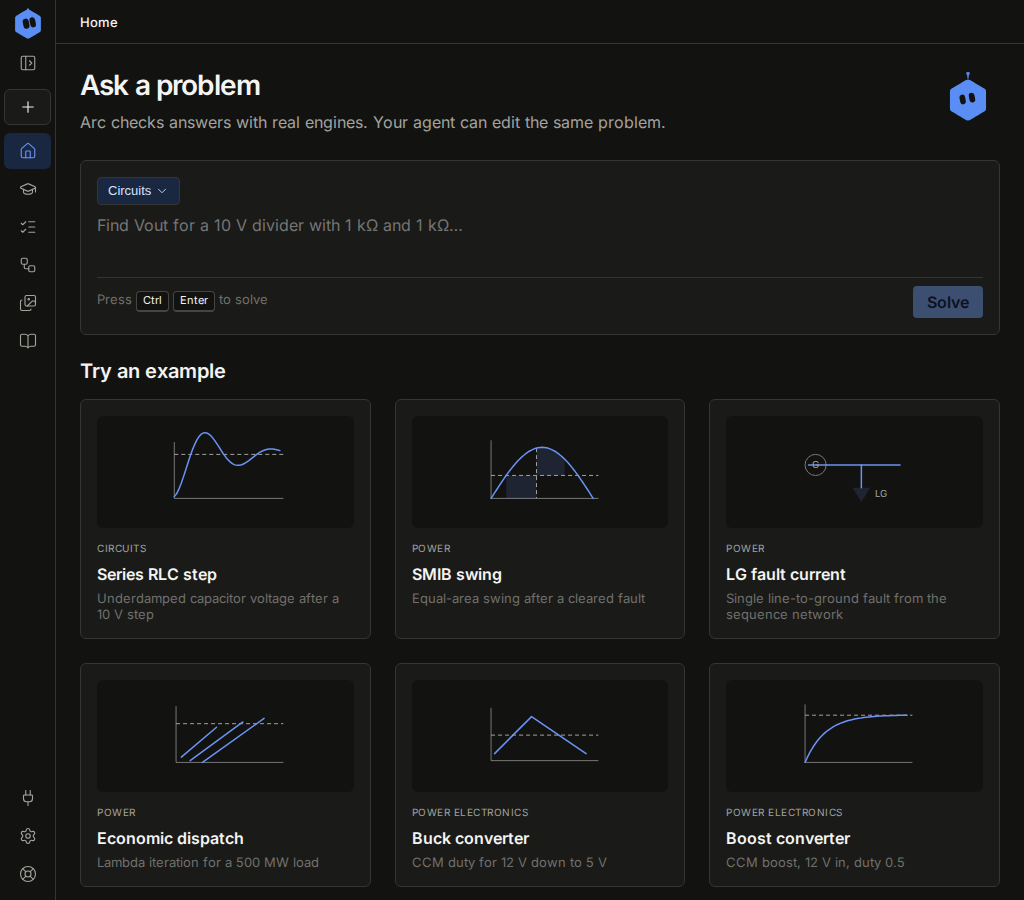 Home
Ask a problem
Arc checks answers with real engines. Your agent can edit the same problem.
Circuits
Find Vout for a 10 V divider with 1 kΩ and 1 kΩ...
Press Ctrl Enter to solve
Solve
Try an example
G
LG
CIRCUITS
Series RLC step
Underdamped capacitor voltage after a
10 V step
POWER
SMIB swing
Equal-area swing after a cleared fault
POWER
LG fault current
Single line-to-ground fault from the
sequence network
POWER
Economic dispatch
Lambda iteration for a 500 MW load
POWER ELECTRONICS
Buck converter
CCM duty for 12 V down to 5 V
POWER ELECTRONICS
Boost converter
CCM boost, 12 V in, duty 0.5